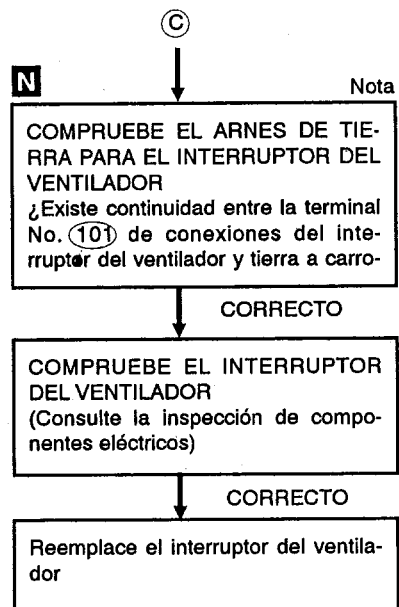 C
N Nota
COMPRUEBE EL ARNES DE TIE-
RRA PARA EL INTERRUPTOR DEL
VENTILADOR
¿Existe continuidad entre la terminal
No. 101 de conexiones del inte-
rruptor del ventilador y tierra a carro-
CORRECTO
COMPRUEBE EL INTERRUPTOR
DEL VENTILADOR
(Consulte la inspección de compo-
nentes eléctricos)
CORRECTO
Reemplace el interruptor del ventila-
dor